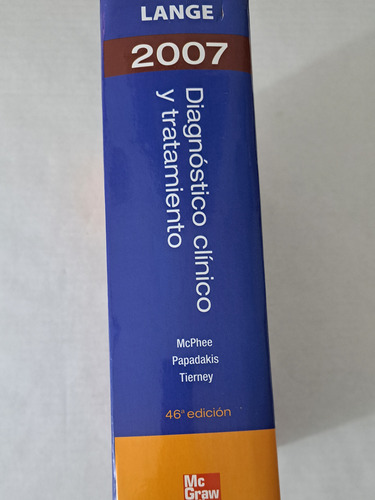 LANGE
2007
Diagnóstico clínico
y tratamiento
McPhee
Papadakis
Tierney
46ª edición
Mc
Graw